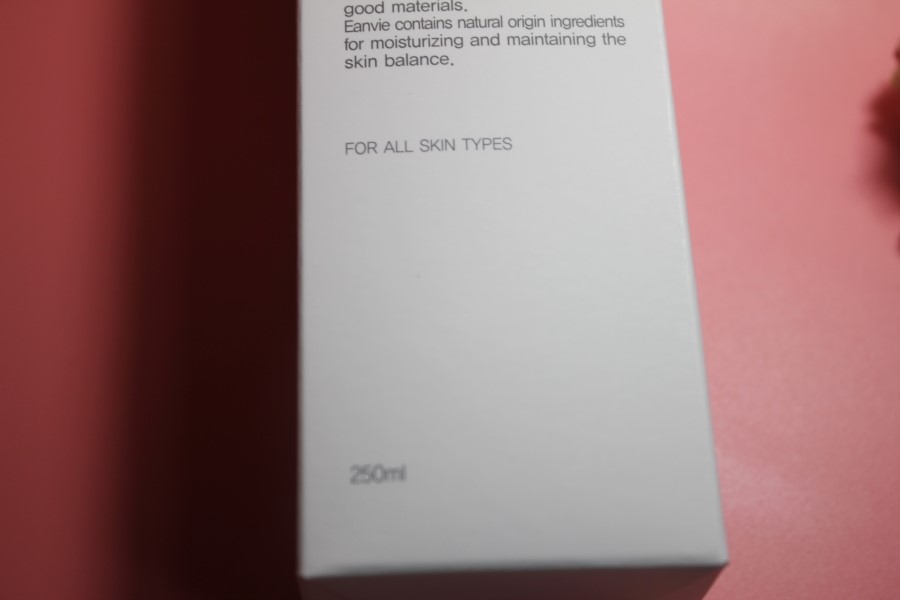 good materials.
Eanvie contains natural origin ingredients
for moisturizing and maintaining the
skin balance.
FOR ALL SKIN TYPES
250ml